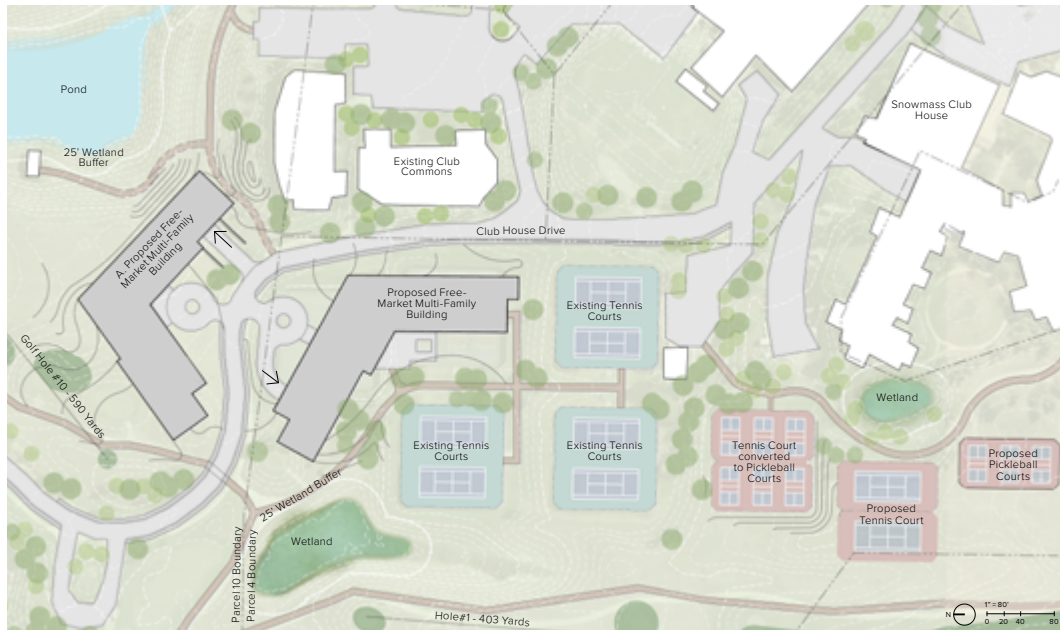 Pond
25' Wetland
Buffer
Snowmass Club
House
Existing Club
Commons
Club House Drive
A. Proposed Free-
Market Multi-Family
Building
Proposed Free-
Market Multi-Family
Building
Existing Tennis
Courts
Golf Hole #10 - 590 Yards
Wetland
Existing Tennis
Courts
Existing Tennis
Courts
Tennis Court
converted
to Pickleball
Courts
Proposed
Pickleball
Courts
25' Wetland Buffer
Proposed
Tennis Court
Wetland
Parcel 10 Boundary
Parcel 4 Boundary
Hole#1 - 403 Yards
N
1"=80'
0 20 40 80